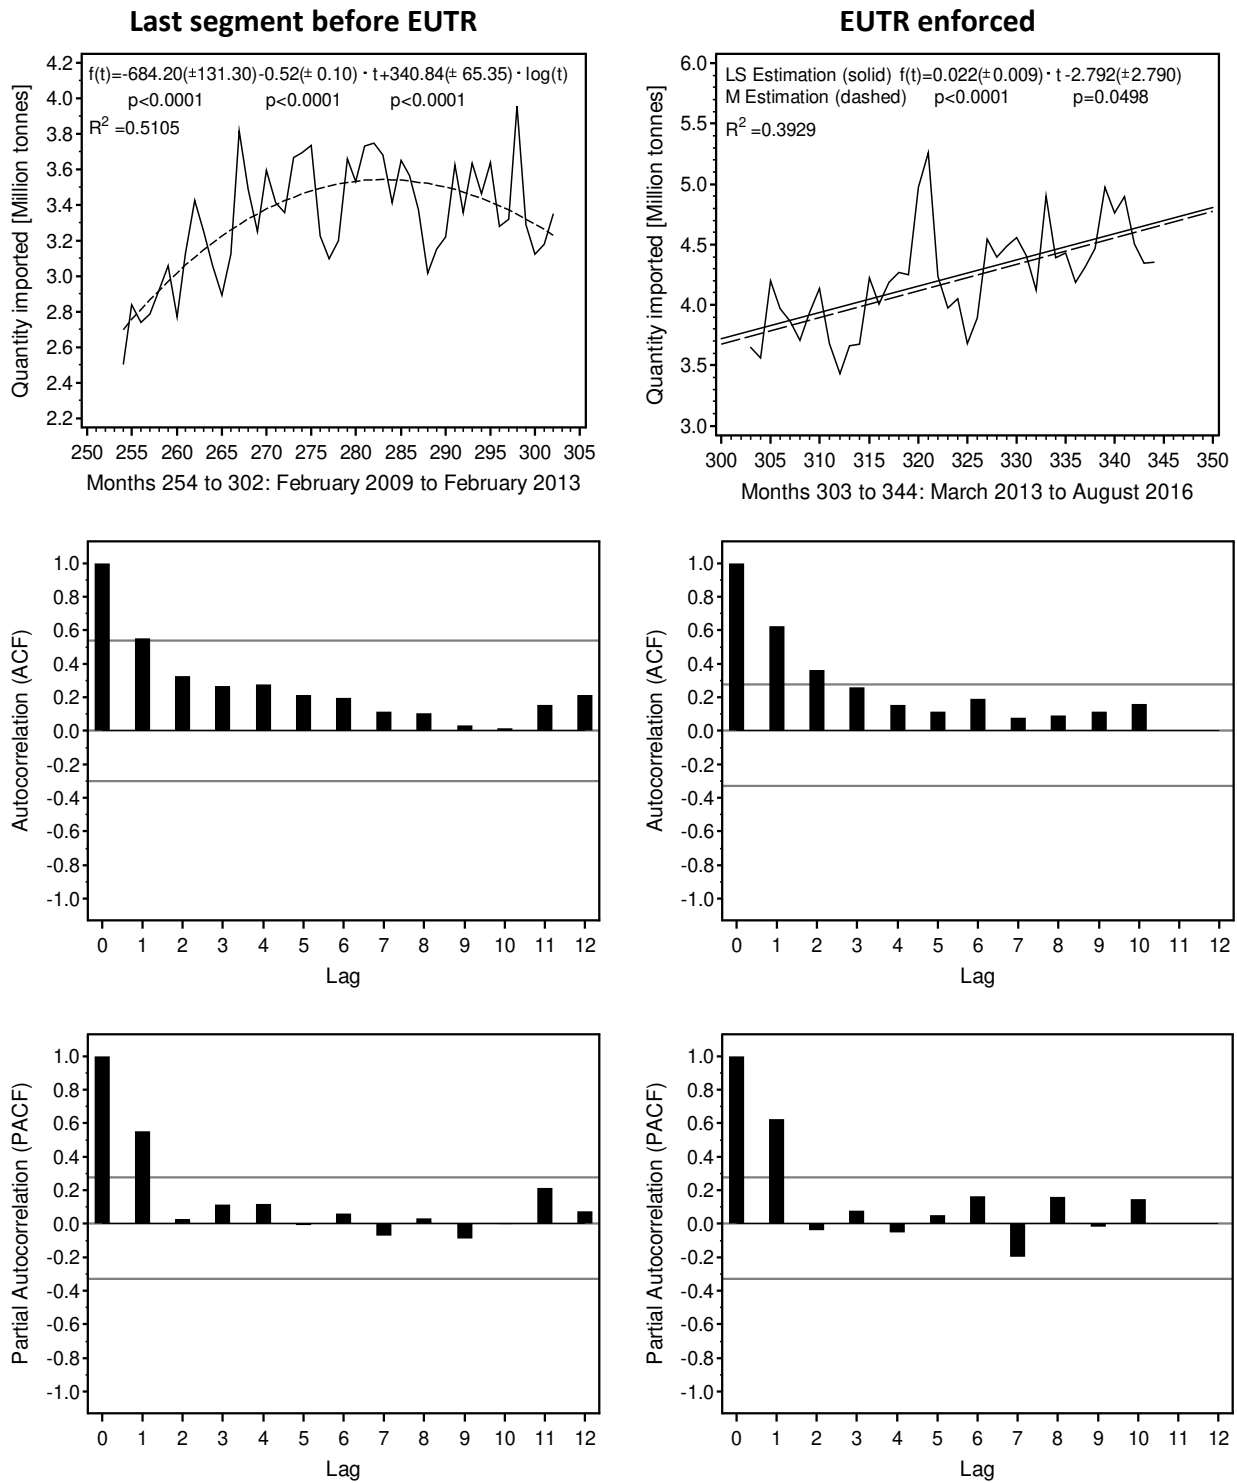 Last segment before EUTR
EUTR enforced
f(t)=-684.20(±131.30)-0.52(± 0.10) · t+340.84(± 65.35) · log(t)
p<0.0001 p<0.0001 p<0.0001
R² =0.5105
4.2
4.0
3.8
3.6
3.4
3.2
3.0
2.8
2.6
2.4
2.2
Quantity imported [Million tonnes]
250 255 260 265 270 275 280 285 290 295 300 305
Months 254 to 302: February 2009 to February 2013
LS Estimation (solid) f(t)=0.022(±0.009) · t -2.792(±2.790)
M Estimation (dashed) p<0.0001 p=0.0498
R² =0.3929
6.0
5.5
5.0
4.5
4.0
3.5
3.0
Quantity imported [Million tonnes]
300 305 310 315 320 325 330 335 340 345 350
Months 303 to 344: March 2013 to August 2016
1.0
0.8
0.6
0.4
0.2
0.0
-0.2
-0.4
-0.6
-0.8
-1.0
Autocorrelation (ACF)
0 1 2 3 4 5 6 7 8 9 10 11 12
Lag
1.0
0.8
0.6
0.4
0.2
0.0
-0.2
-0.4
-0.6
-0.8
-1.0
Autocorrelation (ACF)
0 1 2 3 4 5 6 7 8 9 10 11 12
Lag
1.0
0.8
0.6
0.4
0.2
0.0
-0.2
-0.4
-0.6
-0.8
-1.0
Partial Autocorrelation (PACF)
0 1 2 3 4 5 6 7 8 9 10 11 12
Lag
1.0
0.8
0.6
0.4
0.2
0.0
-0.2
-0.4
-0.6
-0.8
-1.0
Partial Autocorrelation (PACF)
0 1 2 3 4 5 6 7 8 9 10 11 12
Lag